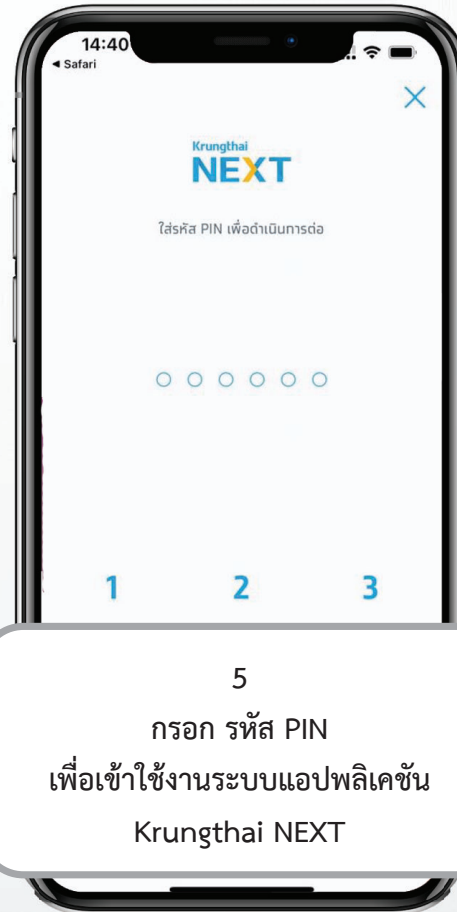 14:40
◀ Safari
Krungthai
NEXT
ใส่รหัส PIN เพื่อดำเนินการต่อ
1 2 3
5
กรอก รหัส PIN
เพื่อเข้าใช้งานระบบแอปพลิเคชัน
Krungthai NEXT